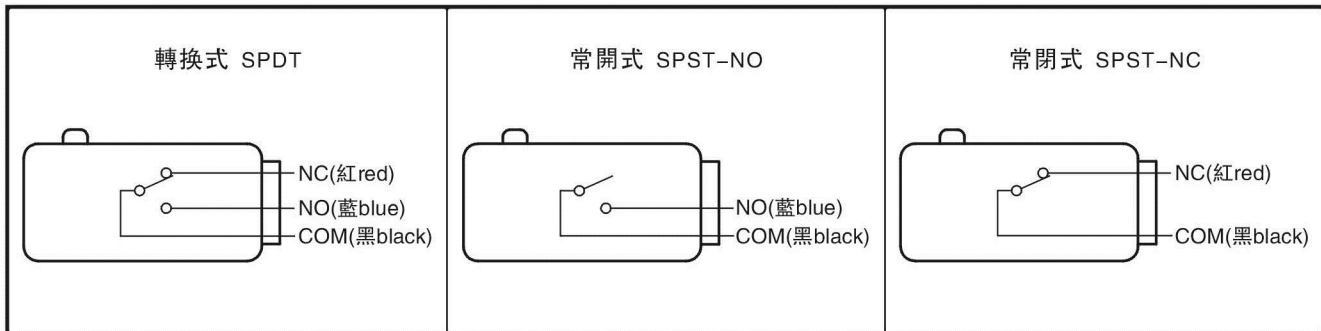 轉换式 SPDT
NC(紅red)
NO(藍blue)
COM(黑black)
常開式 SPST-NO
NO(藍blue)
COM(黑black)
常閉式 SPST-NC
NC(紅red)
COM(黑black)